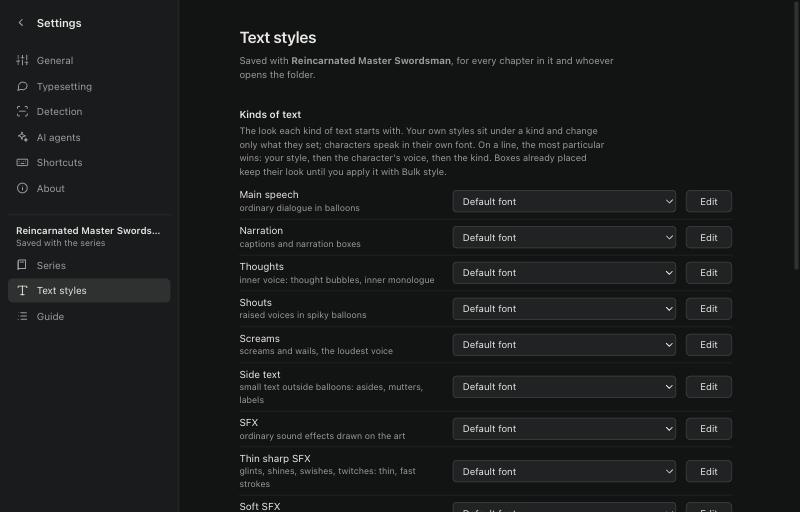 Settings
General
Typesetting
Detection
AI agents
Shortcuts
About
Reincarnated Master Swords...
Saved with the series
Series
Text styles
Guide
Text styles
Saved with Reincarnated Master Swordsman, for every chapter in it and whoever
opens the folder.
Kinds of text
The look each kind of text starts with. Your own styles sit under a kind and change
only what they set; characters speak in their own font. On a line, the most particular
wins: your style, then the character's voice, then the kind. Boxes already placed
keep their look until you apply it with Bulk style.
Main speech
ordinary dialogue in balloons
Default font
Edit
Narration
captions and narration boxes
Default font
Edit
Thoughts
inner voice: thought bubbles, inner monologue
Default font
Edit
Shouts
raised voices in spiky balloons
Default font
Edit
Screams
screams and wails, the loudest voice
Default font
Edit
Side text
small text outside balloons: asides, mutters,
labels
Default font
Edit
SFX
ordinary sound effects drawn on the art
Default font
Edit
Thin sharp SFX
glints, shines, swishes, twitches: thin, fast
strokes
Default font
Edit
Soft SFX